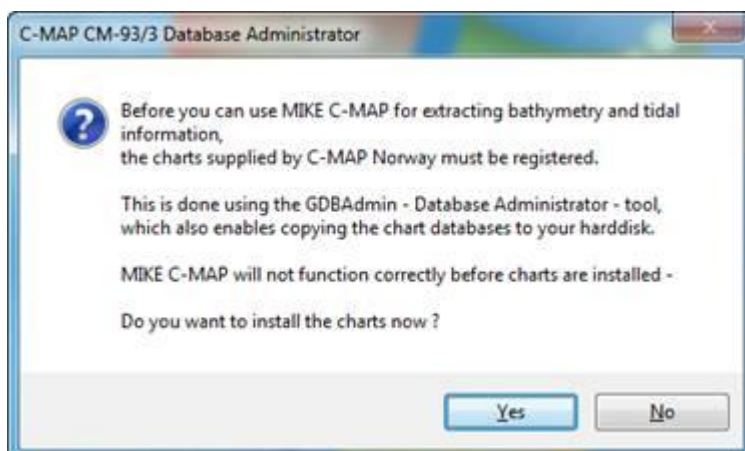 C-MAP CM-93/3 Database Administrator
Before you can use MIKE C-MAP for extracting bathymetry and tidal
information,
the charts supplied by C-MAP Norway must be registered.
This is done using the GDBAdmin - Database Administrator - tool,
which also enables copying the chart databases to your harddisk.
MIKE C-MAP will not function correctly before charts are installed -
Do you want to install the charts now ?
Yes
No